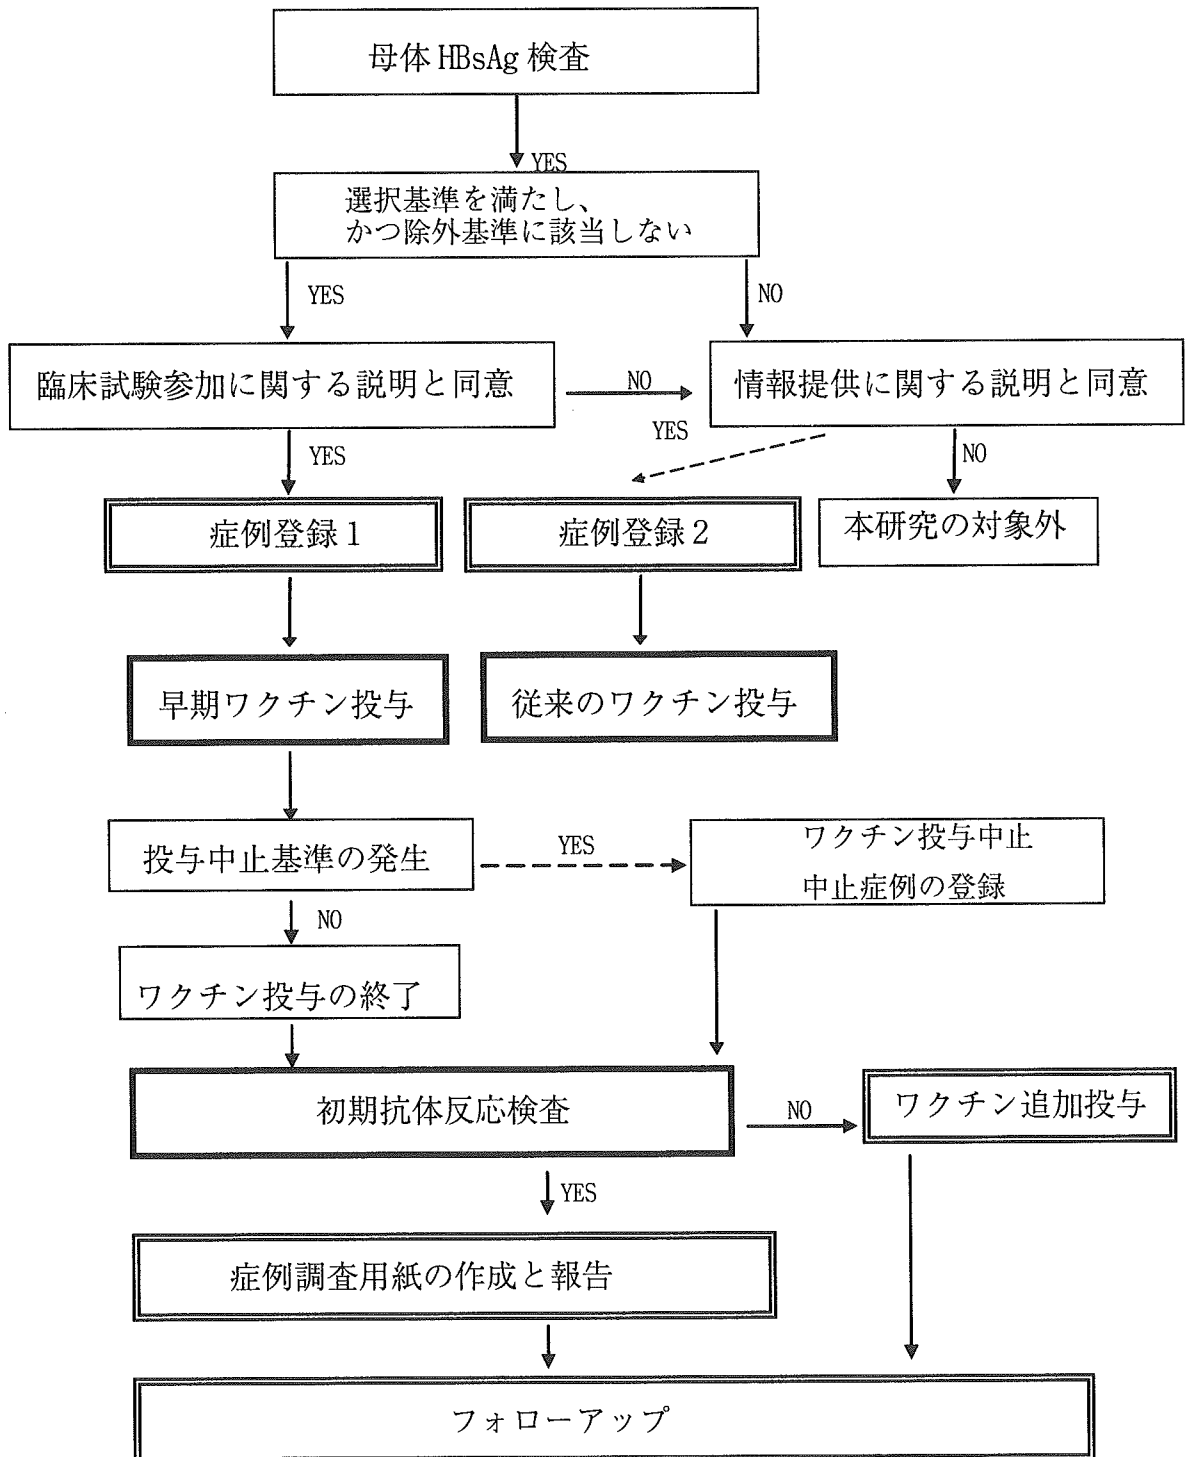 母体 HBsAg 検査
YES
選択基準を満たし、
かつ除外基準に該当しない
YES
NO
臨床試験参加に関する説明と同意
NO
情報提供に関する説明と同意
YES
YES
NO
症例登録１
症例登録２
本研究の対象外
早期ワクチン投与
従来のワクチン投与
投与中止基準の発生
YES
ワクチン投与中止
中止症例の登録
NO
ワクチン投与の終了
初期抗体反応検査
NO
ワクチン追加投与
YES
症例調査用紙の作成と報告
フォローアップ